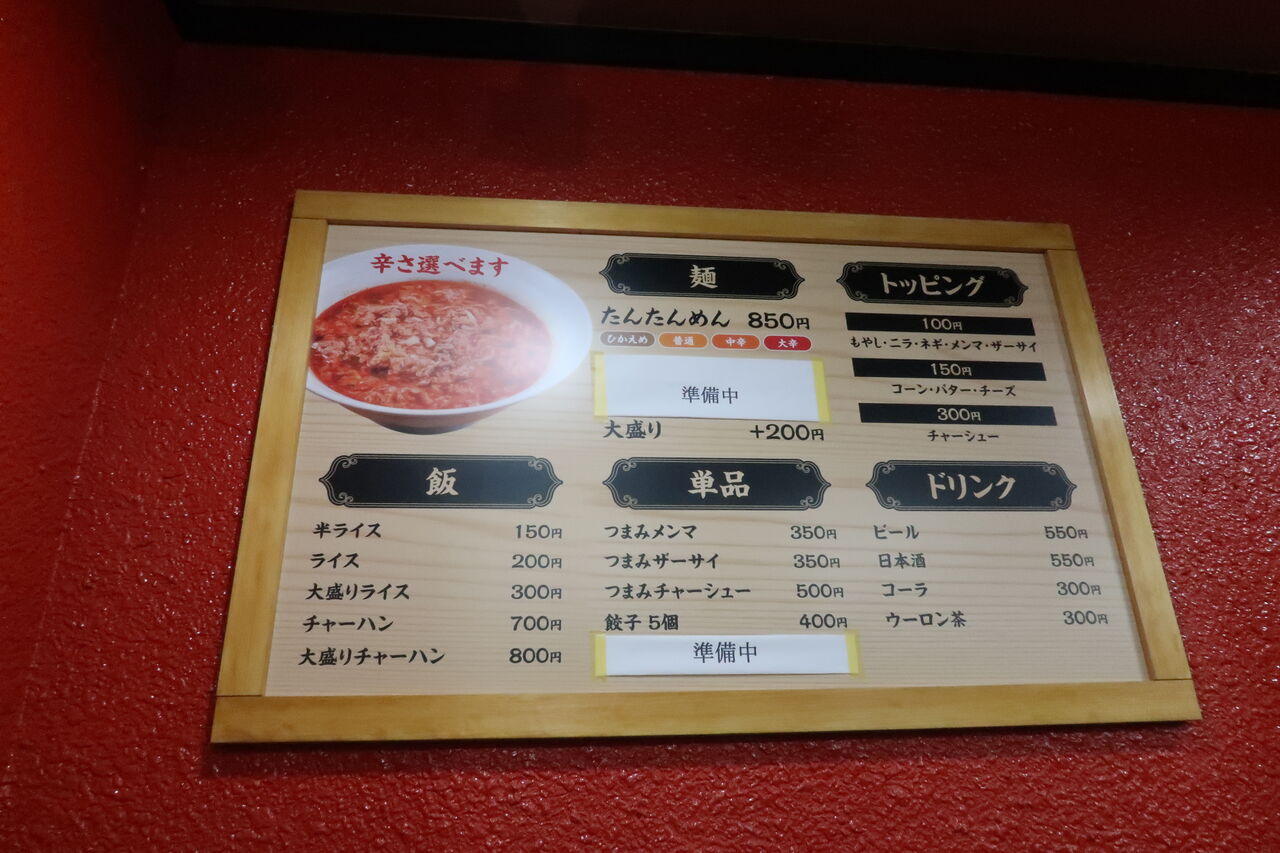 辛さ選べます
麺
たんたんめん 850円
ひかえめ 普通 中辛 大辛
準備中
大盛り +200円
トッピング
100円
もやし・ニラ・ネギ・メンマ・ザーサイ
150円
コーン・バター・チーズ
300円
チャーシュー
飯
半ライス 150円
ライス 200円
大盛りライス 300円
チャーハン 700円
大盛りチャーハン 800円
単品
つまみメンマ 350円
つまみザーサイ 350円
つまみチャーシュー 500円
餃子 5個 400円
準備中
ドリンク
ビール 550円
日本酒 550円
コーラ 300円
ウーロン茶 300円